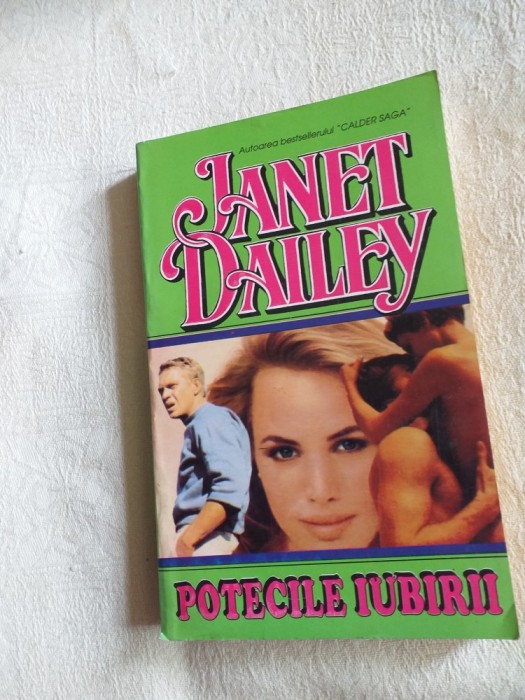 Autoarea bestsellerului "CALDER SAGA"
JANET
DAILEY
POTECILE IUBIRII